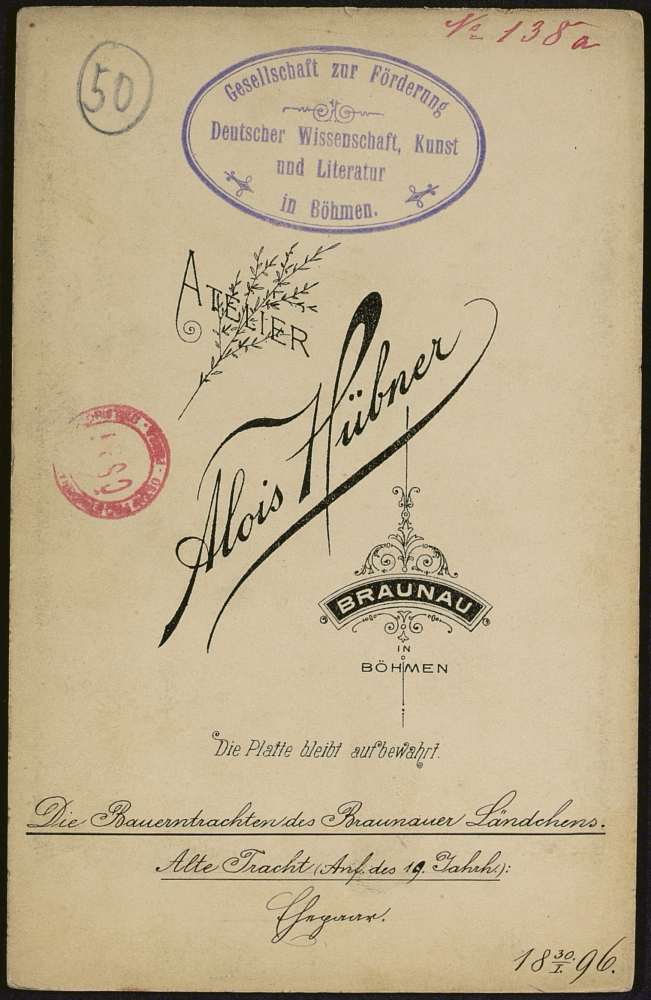 No 138a
50
Gesellschaft zur Förderung
Deutscher Wissenschaft, Kunst
und Literatur
in Böhmen.
ATELIER
Alois Hübner
BRAUNAU
IN
BÖHMEN
Die Platte bleibt aufbewahrt.
Die Bauerntrachten des Braunauer Ländchens.
Alte Tracht (Anf. des 19. Jahrh.):
Ehepaar.
18 30/I. 96.